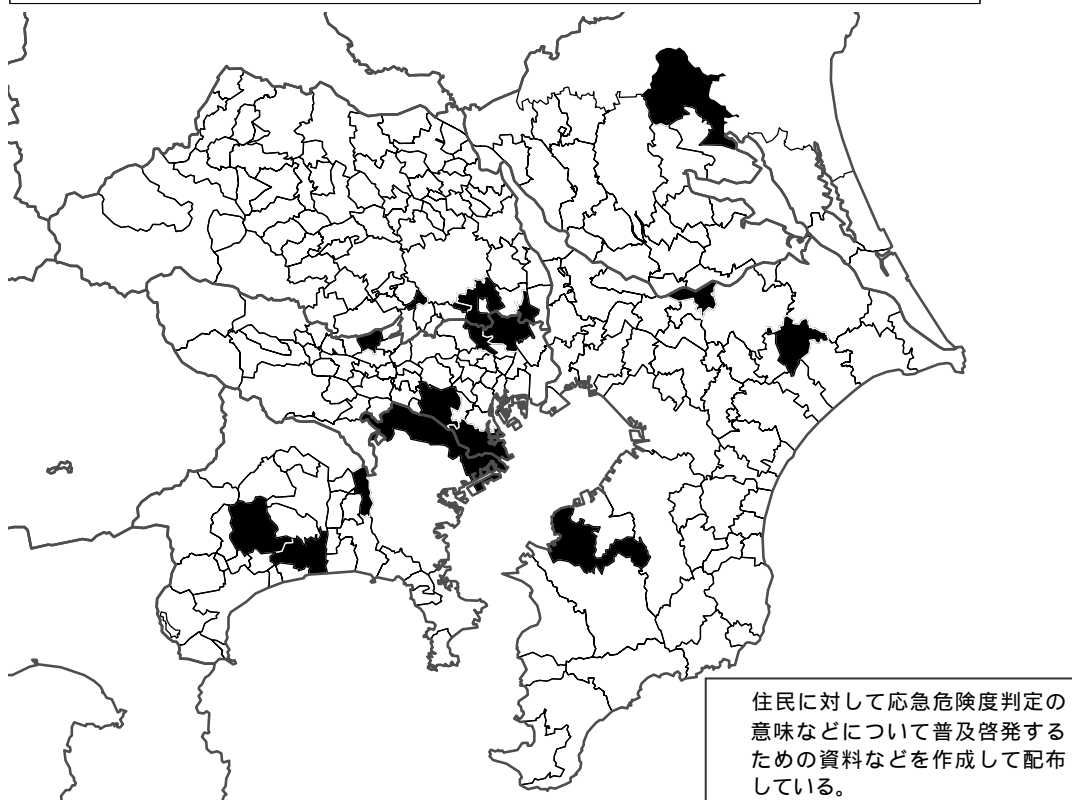 住民に対して応急危険度判定の
意味などについて普及啓発する
ための資料などを作成して配布
している。